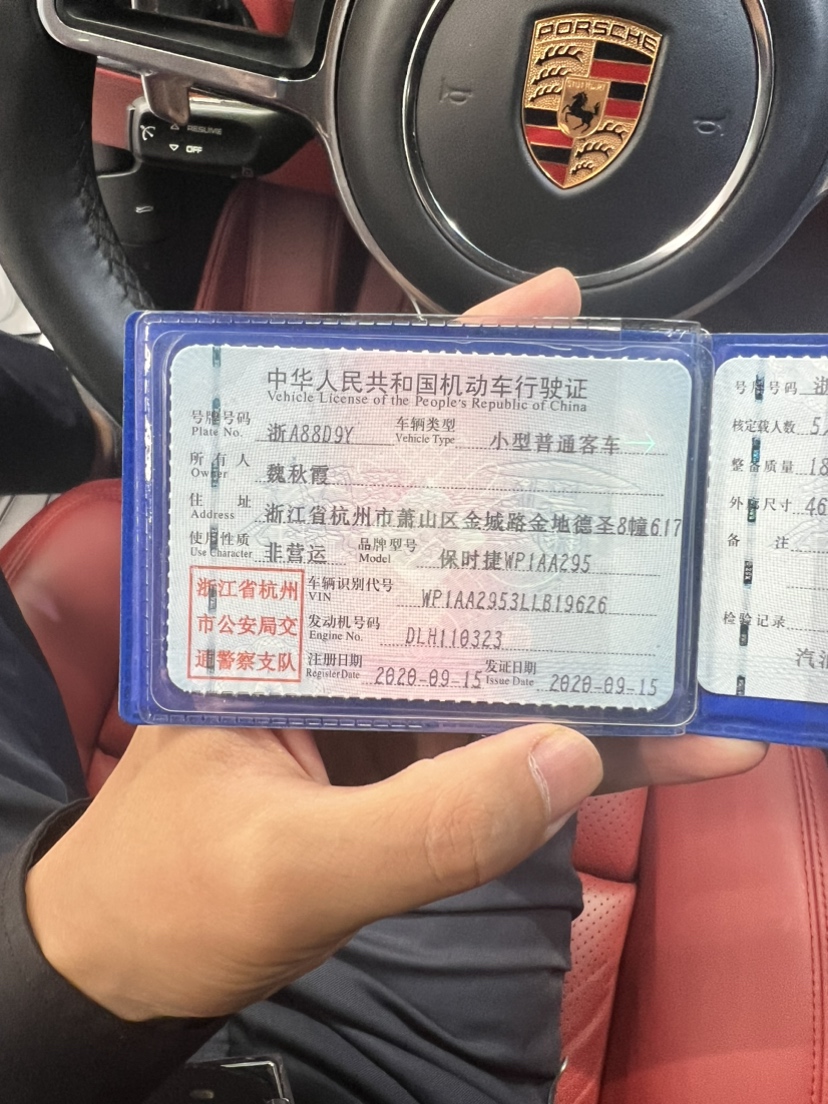 PORSCHE
RESUME
OFF
中华人民共和国机动车行驶证
Vehicle License of the People's Republic of China
号牌号码 浙A88D9Y 车辆类型 小型普通客车
Plate No. Vehicle Type
所有人 魏秋霞
Owner
住址 浙江省杭州市萧山区金城路金地德圣8幢617
Address
使用性质 非营运 品牌型号 保时捷WP1AA295
Use Character Model
浙江省杭州
市公安局交
通警察支队
车辆识别代号 WP1AA2953LLB19626
VIN
发动机号码 DLH110323
Engine No.
注册日期 2020-09-15 发证日期 2020-09-15
Register Date Issue Date
号牌号码 浙
核定载人数 5
整备质量 18
外廓尺寸 46
备注
检验记录
汽油